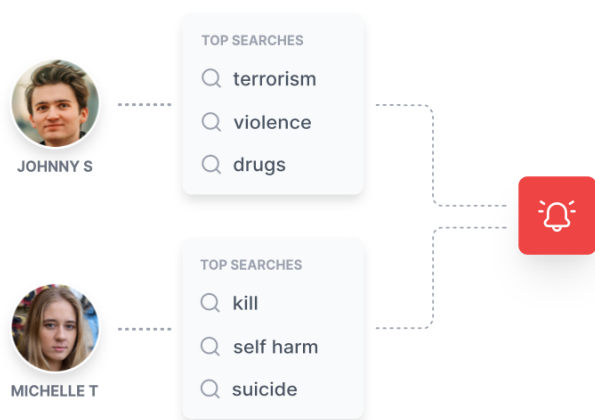 TOP SEARCHES
terrorism
violence
drugs
JOHNNY S
TOP SEARCHES
kill
self harm
suicide
MICHELLE T